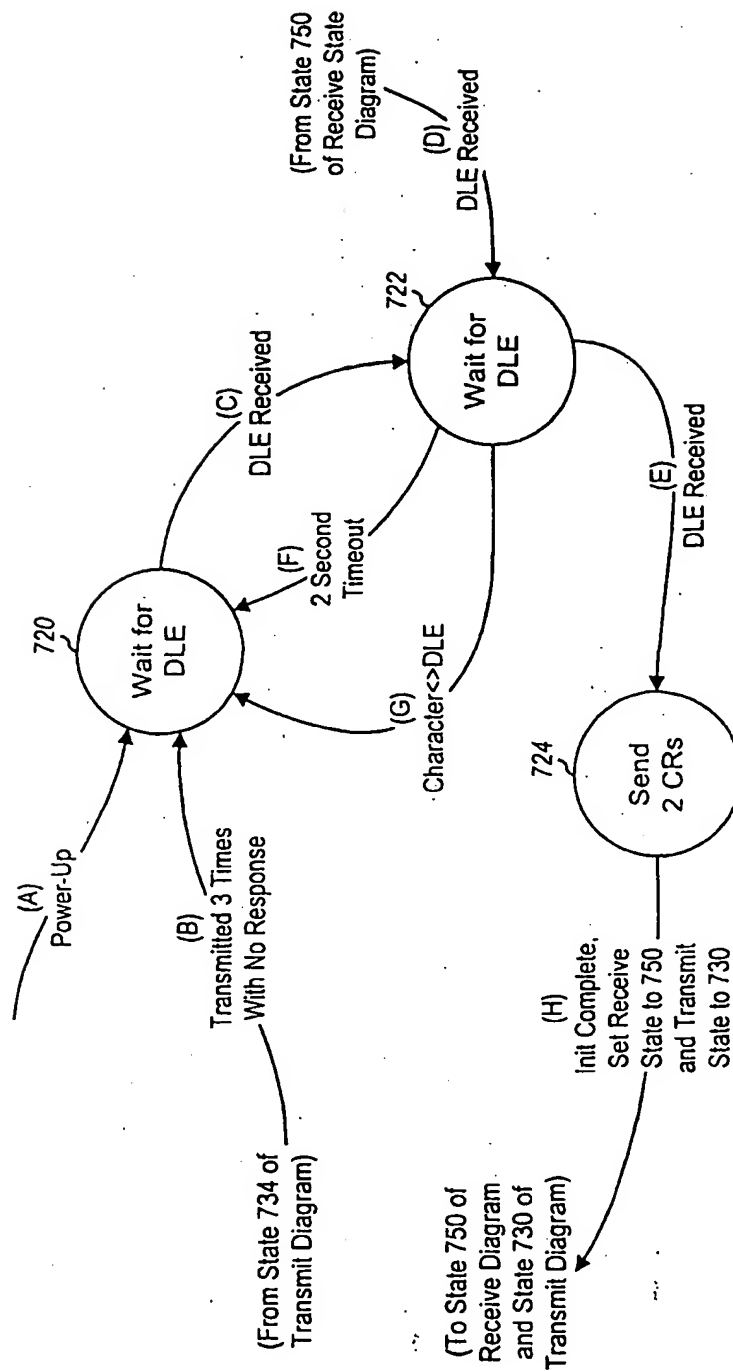 (A)
Power-Up
(B)
Transmitted 3 Times
With No Response
(From State 734 of
Transmit Diagram)
720
Wait for
DLE
(C)
DLE Received
(F)
2 Second
Timeout
(G)
Character<>DLE
722
Wait for
DLE
(From State 750
of Receive State
Diagram)
(D)
DLE Received
(E)
DLE Received
724
Send
2 CRs
(H)
Init Complete,
Set Receive
State to 750
and Transmit
State to 730
(To State 750 of
Receive Diagram
and State 730 of
Transmit Diagram)